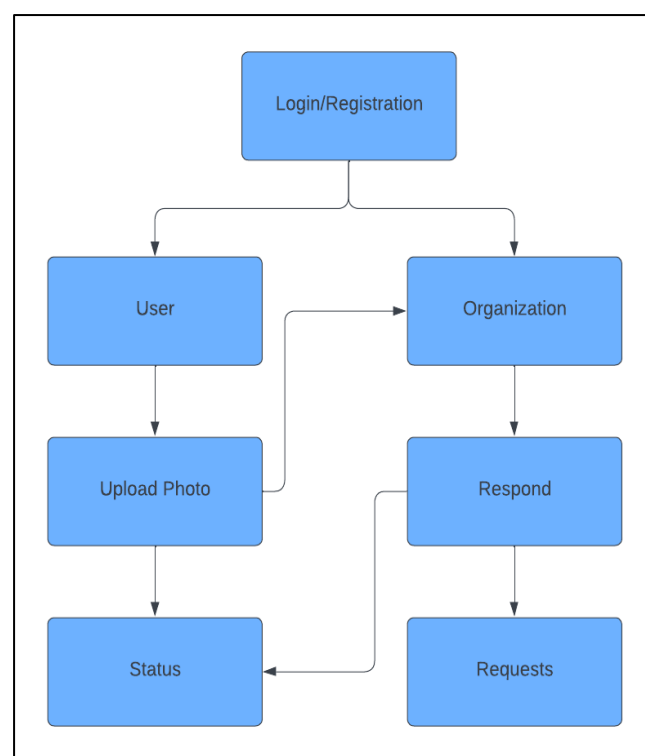 Login/Registration
User
Organization
Upload Photo
Respond
Status
Requests